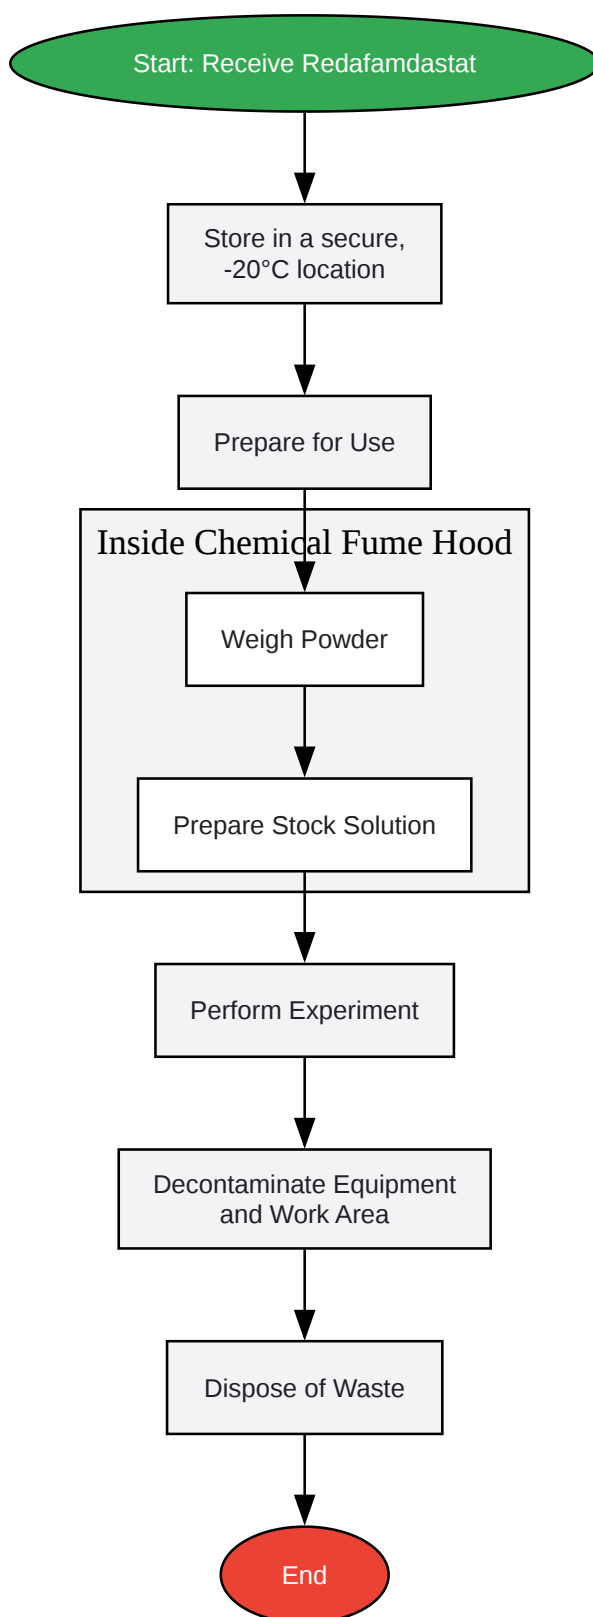 Start: Receive Redafamdastat
Store in a secure,
-20°C location
Prepare for Use
Inside Chemical Fume Hood
Weigh Powder
Prepare Stock Solution
Perform Experiment
Decontaminate Equipment
and Work Area
Dispose of Waste
End